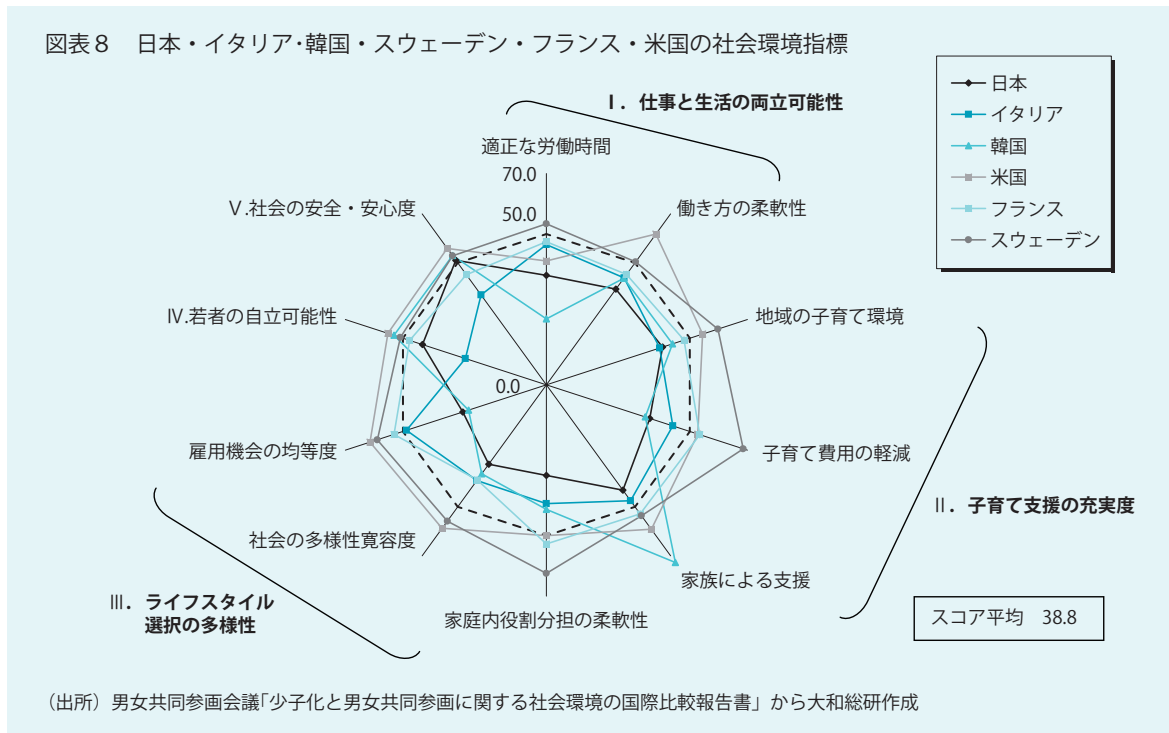 図表８　日本・イタリア・韓国・スウェーデン・フランス・米国の社会環境指標
Ⅰ．仕事と生活の両立可能性
日本
イタリア
韓国
米国
フランス
スウェーデン
適正な労働時間
70.0
50.0
0.0
働き方の柔軟性
地域の子育て環境
子育て費用の軽減
家族による支援
家庭内役割分担の柔軟性
社会の多様性寛容度
雇用機会の均等度
Ⅳ.若者の自立可能性
Ⅴ.社会の安全・安心度
Ⅱ．子育て支援の充実度
Ⅲ．ライフスタイル
選択の多様性
スコア平均　38.8
（出所）男女共同参画会議「少子化と男女共同参画に関する社会環境の国際比較報告書」から大和総研作成